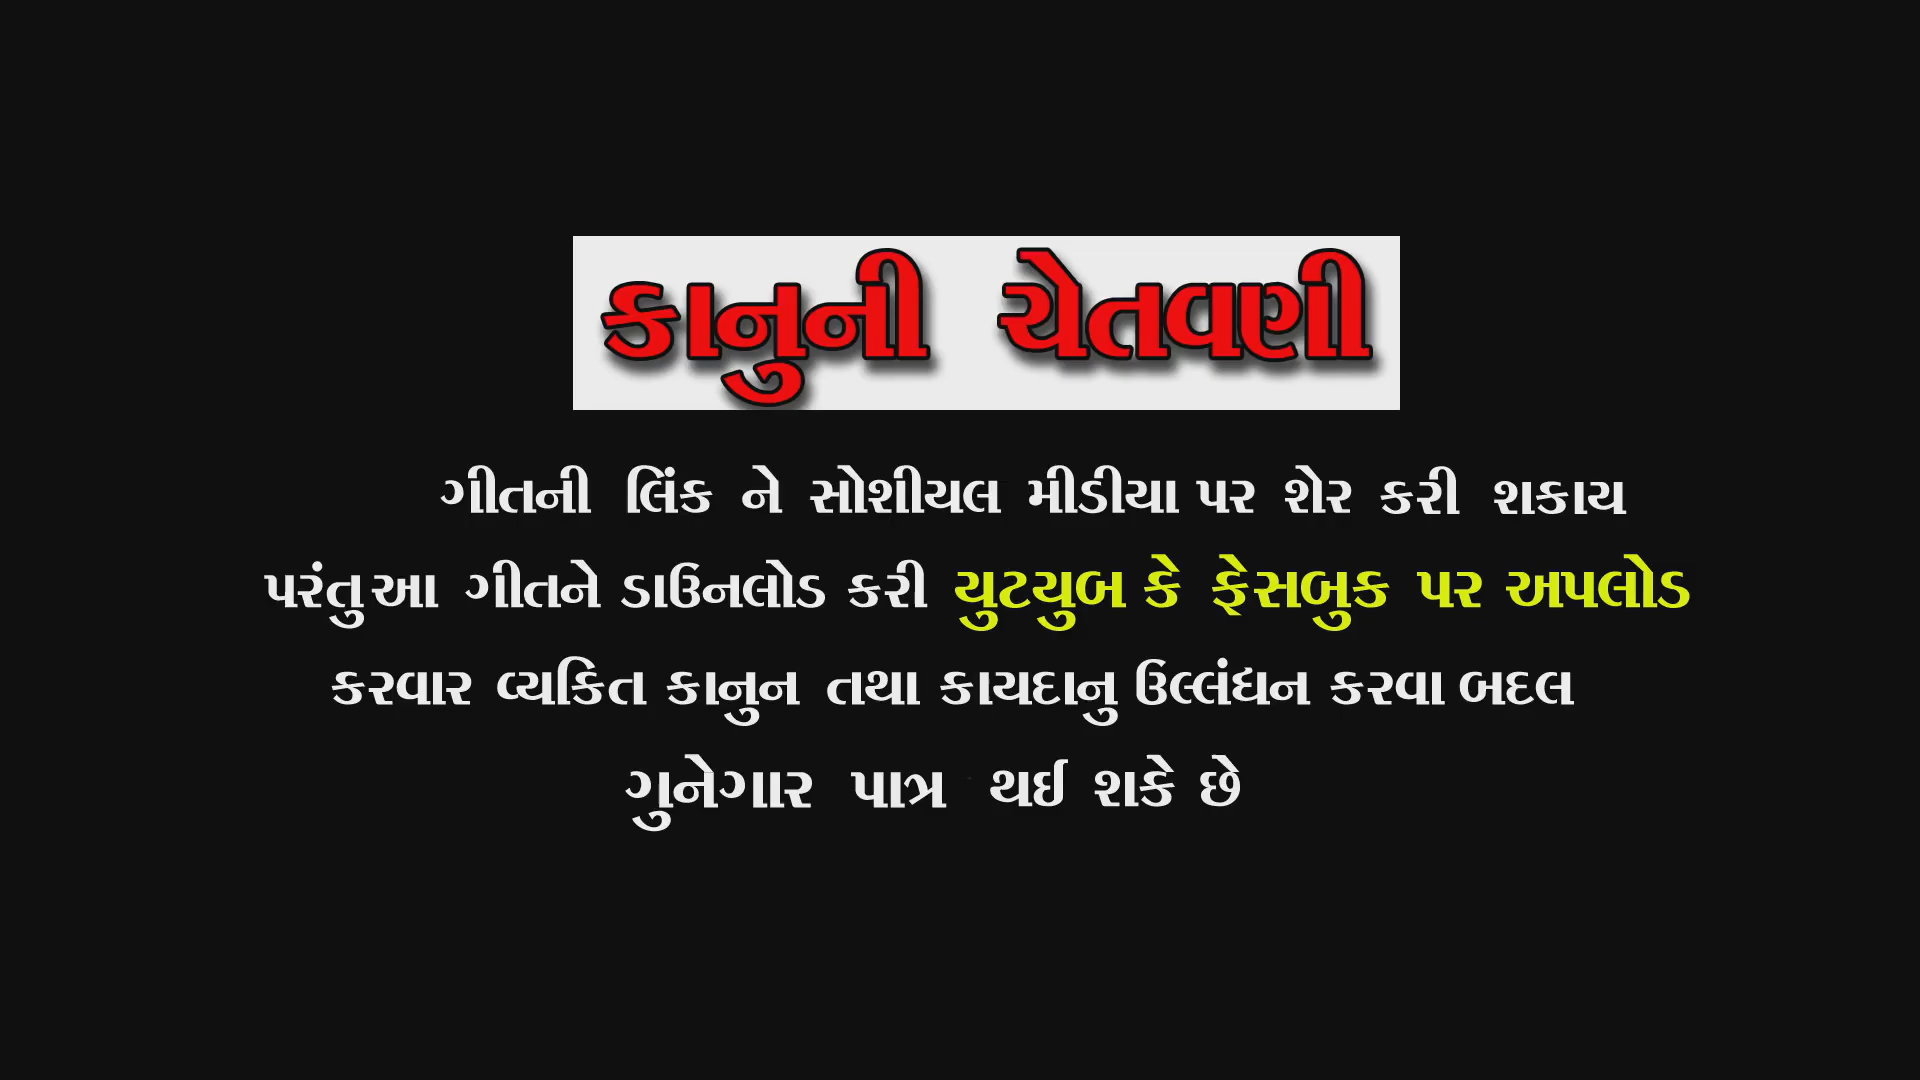 કાનુની ચેતવણી
ગીતની લિંક ને સોશીયલ મીડીયા પર શેર કરી શકાય
પરંતુ આ ગીતને ડાઉનલોડ કરી યુટયુબ કે ફેસબુક પર અપલોડ
કરવાર વ્યકિત કાનુન તથા કાયદાનુ ઉલ્લંઘન કરવા બદલ
ગુનેગાર પાત્ર થઈ શકે છે